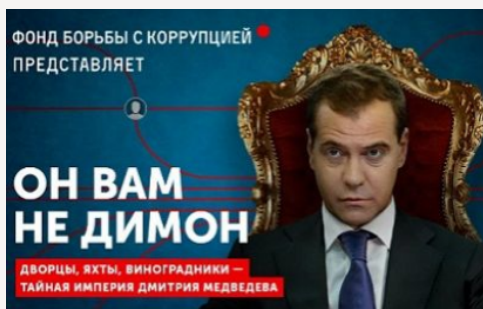 ФОНД БОРЬБЫ С КОРРУПЦИЕЙ
ПРЕДСТАВЛЯЕТ
ОН ВАМ
НЕ ДИМОН
ДВОРЦЫ, ЯХТЫ, ВИНОГРАДНИКИ —
ТАЙНАЯ ИМПЕРИЯ ДМИТРИЯ МЕДВЕДЕВА